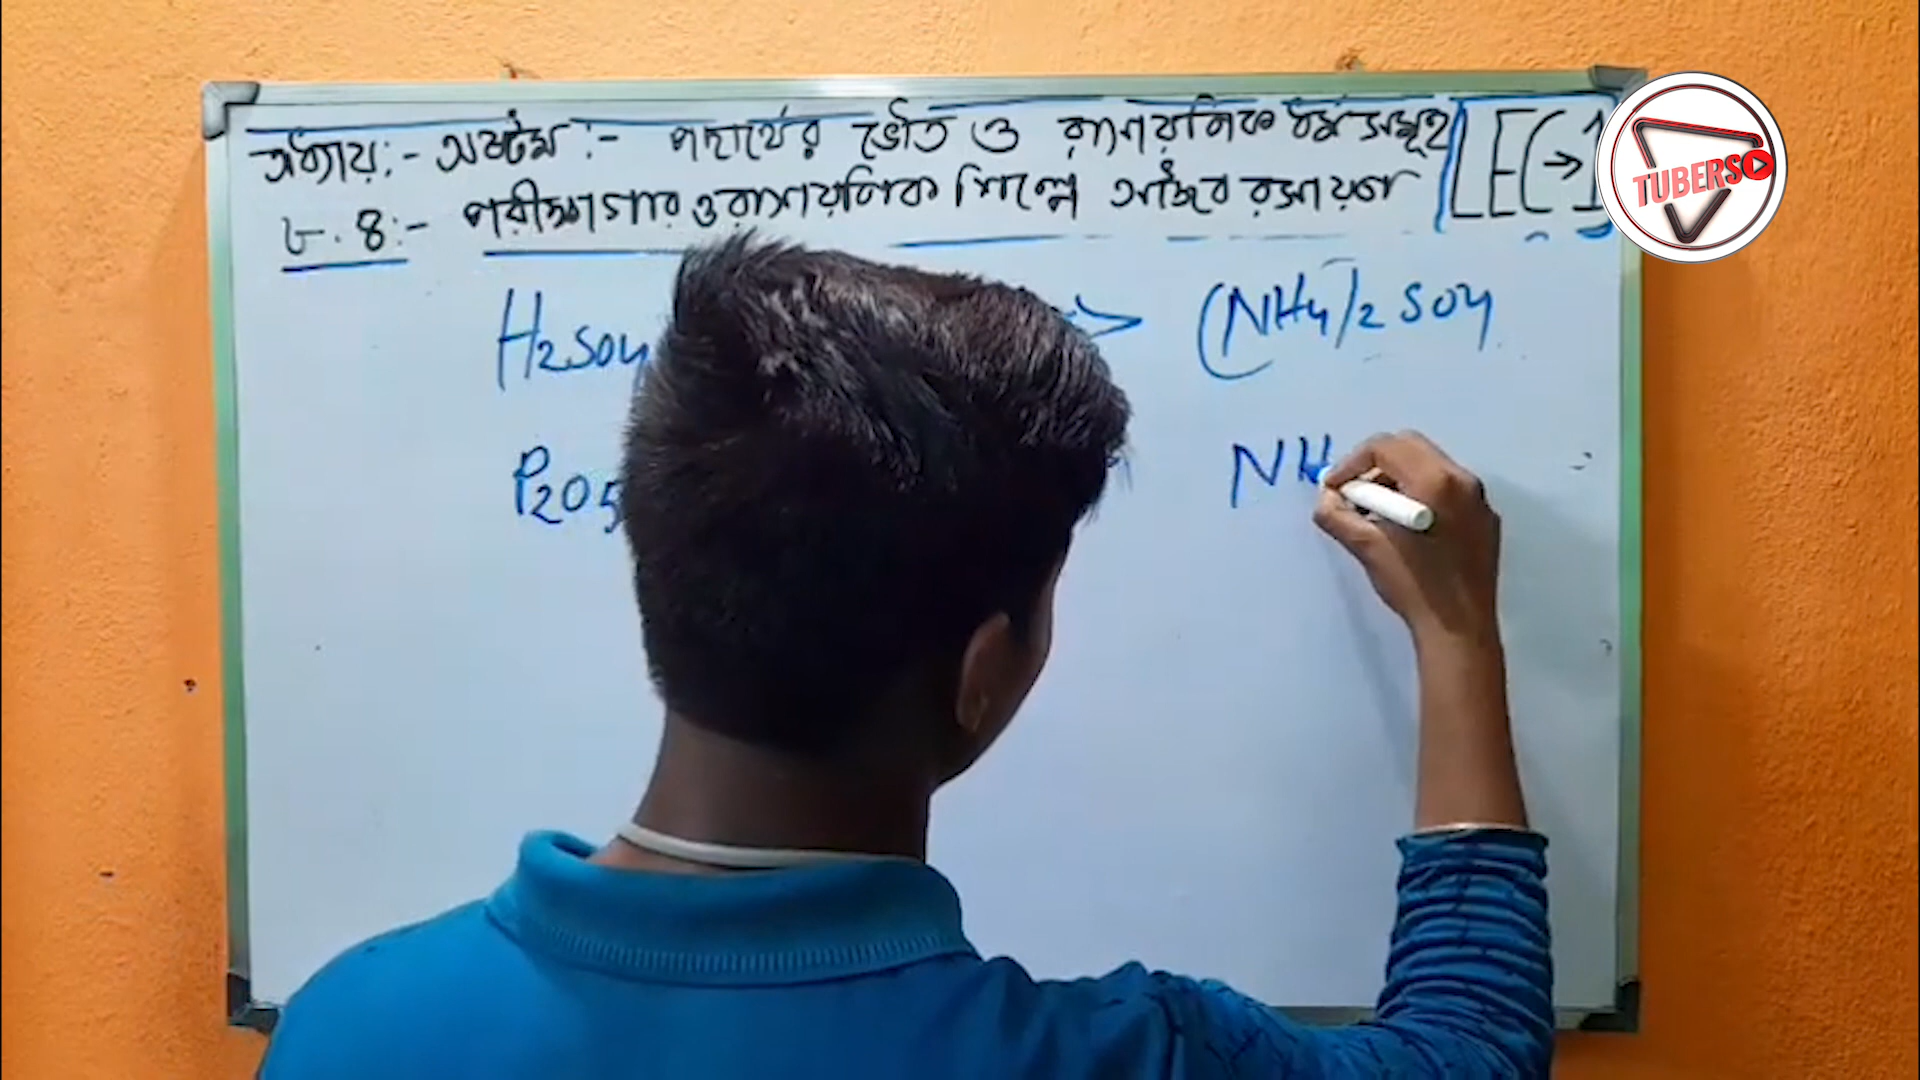 অধ্যায়:- অষ্টম :- পদার্থের ভৌত ও রাসায়নিক ধর্মসমূহ LEC→1
৮.৪:- পরীক্ষাগার ও রাসায়নিক শিল্পে অজৈব রসায়ন
TUBERS
H2SO4 > (NH4)2SO4
P2O5 NH